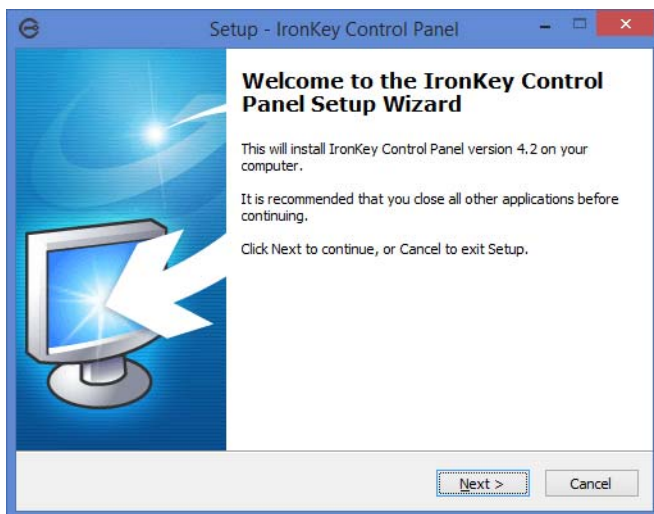 Setup - IronKey Control Panel
Welcome to the IronKey Control
Panel Setup Wizard
This will install IronKey Control Panel version 4.2 on your
computer.
It is recommended that you close all other applications before
continuing.
Click Next to continue, or Cancel to exit Setup.
Next >
Cancel